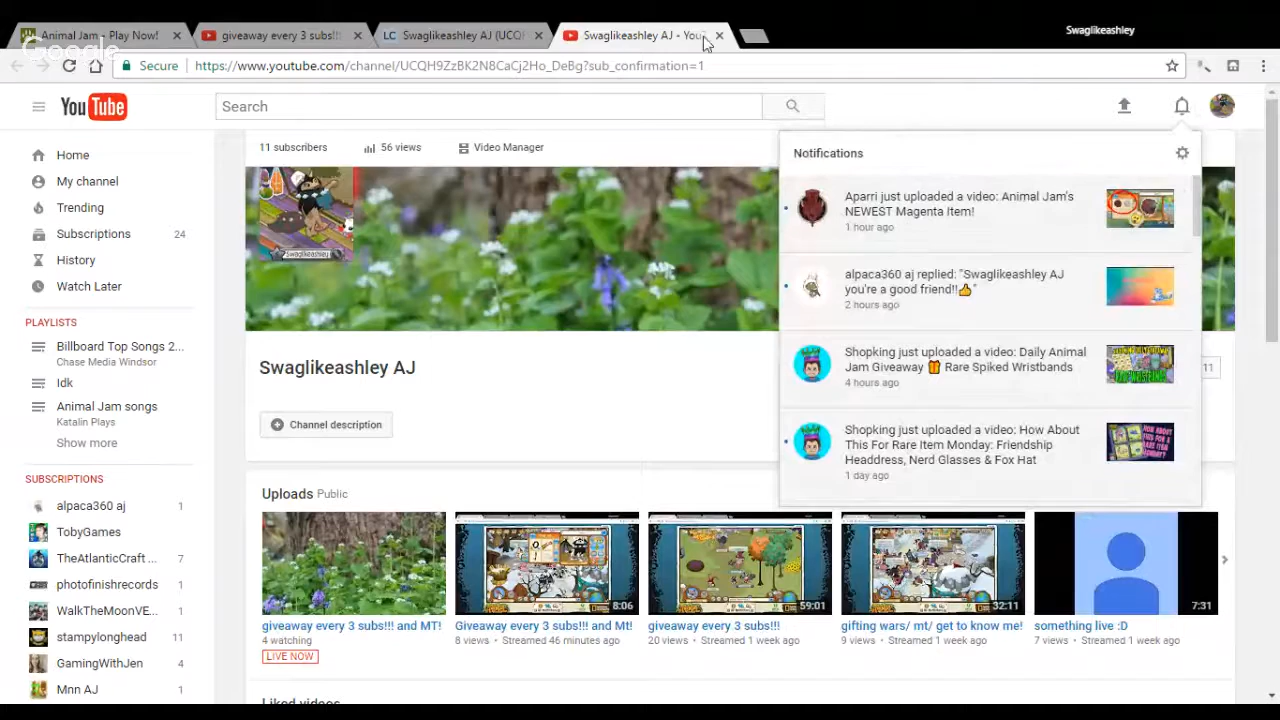 Animal Jam - Play Now!
giveaway every 3 subs!!!
LC Swaglikeashley AJ (UCQH
Swaglikeashley AJ - You
Swaglikeashley
Google
Secure https://www.youtube.com/channel/UCQH9ZzBK2N8CaCj2Ho_DeBg?sub_confirmation=1
YouTube
Search
Home
My channel
Trending
Subscriptions 24
History
Watch Later
PLAYLISTS
Billboard Top Songs 2...
Chase Media Windsor
Idk
Animal Jam songs
Katalin Plays
Show more
SUBSCRIPTIONS
alpaca360 aj 1
TobyGames
TheAtlanticCraft ... 7
photofinishrecords 1
WalkTheMoonVE... 1
stampylonghead 11
GamingWithJen 4
Mnn AJ 1
11 subscribers 56 views Video Manager
Swaglikeashley
Swaglikeashley AJ
11
Channel description
Notifications
Aparri just uploaded a video: Animal Jam's
NEWEST Magenta Item!
1 hour ago
alpaca360 aj replied: "Swaglikeashley AJ
you're a good friend!!👍"
2 hours ago
Shopking just uploaded a video: Daily Animal
Jam Giveaway 🎁 Rare Spiked Wristbands
4 hours ago
Shopking just uploaded a video: How About
This For Rare Item Monday: Friendship
Headdress, Nerd Glasses & Fox Hat
1 day ago
Uploads Public
giveaway every 3 subs!!! and MT!
4 watching
LIVE NOW
8:06
Giveaway every 3 subs!!! and Mt!
8 views • Streamed 46 minutes ago
59:01
giveaway every 3 subs!!!
20 views • Streamed 1 week ago
32:11
gifting wars/ mt/ get to know me!
9 views • Streamed 1 week ago
7:31
something live :D
7 views • Streamed 1 week ago
Liked videos